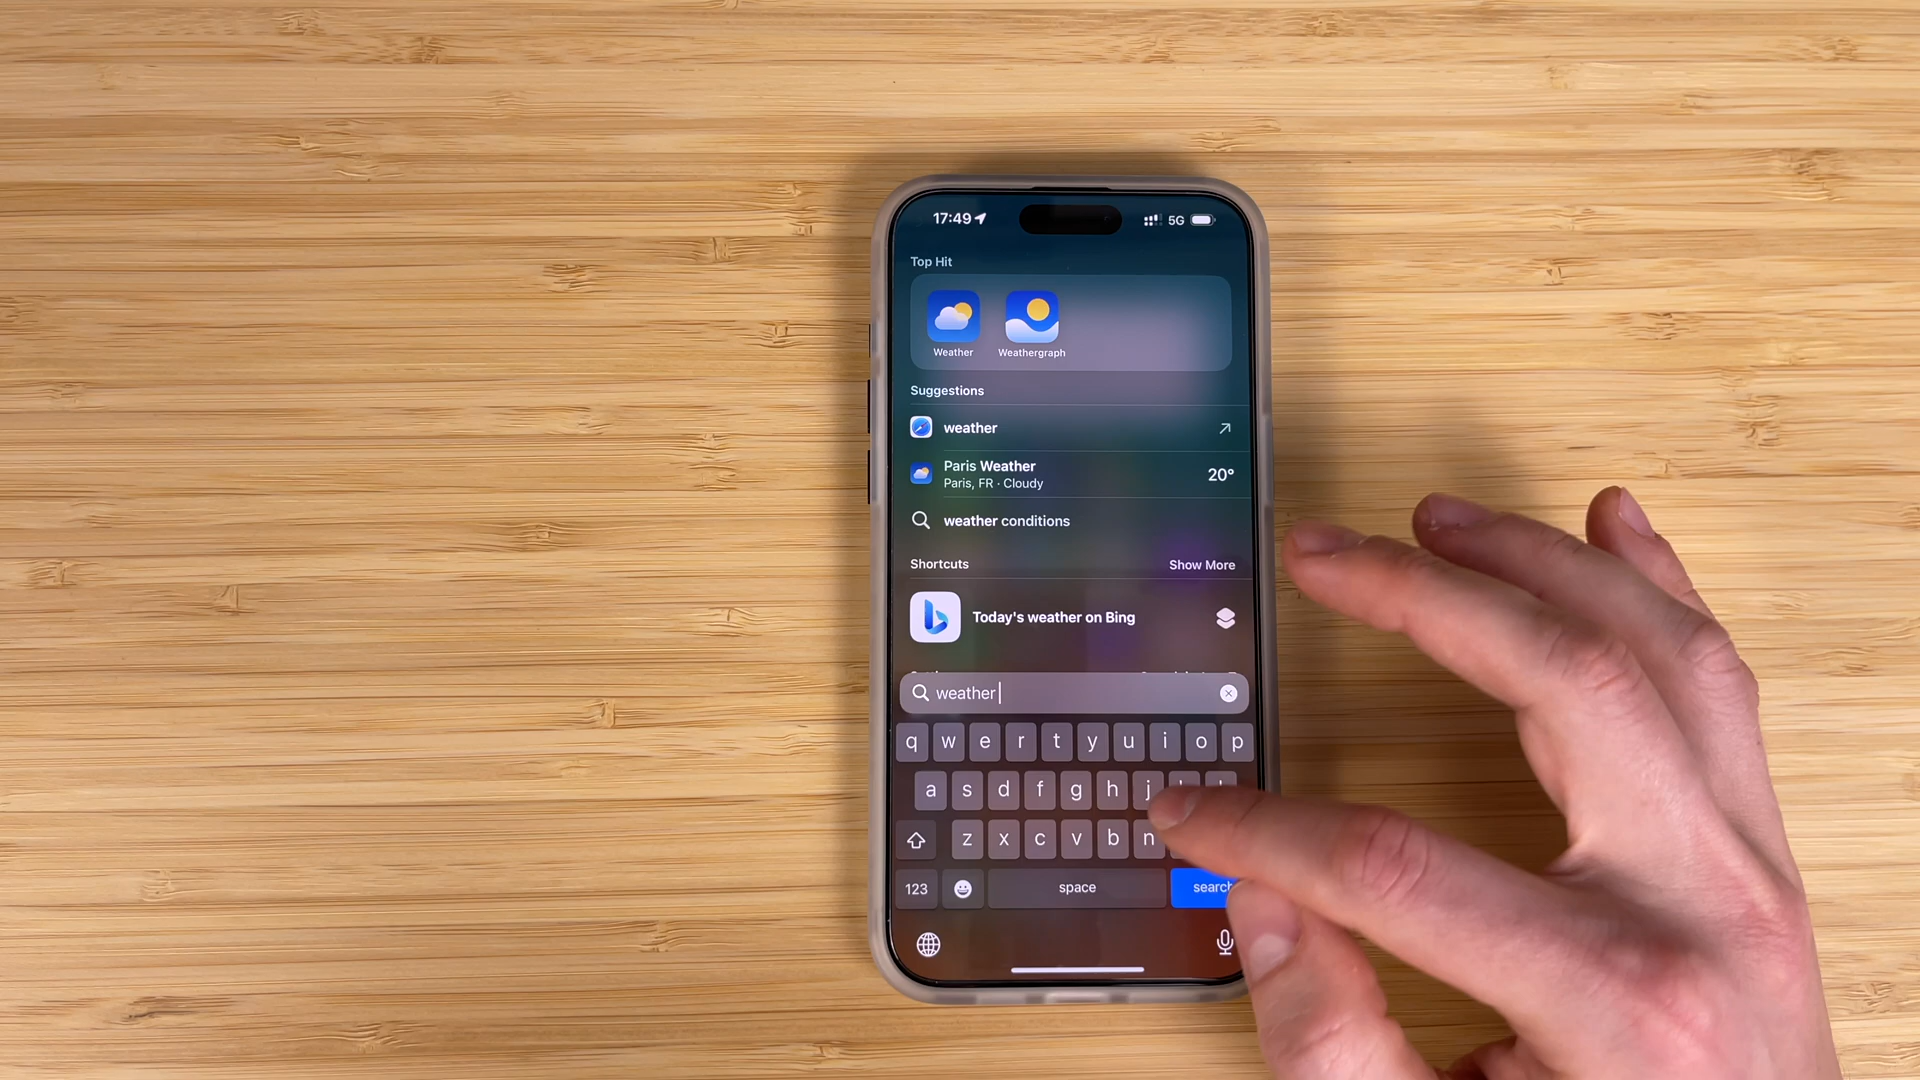 17:49
5G
Top Hit
Weather
Weathergraph
Suggestions
weather
Paris Weather
Paris, FR · Cloudy
20°
weather conditions
Shortcuts
Show More
Today's weather on Bing
weather
q w e r t y u i o p
a s d f g h j
z x c v b n
123
space
search